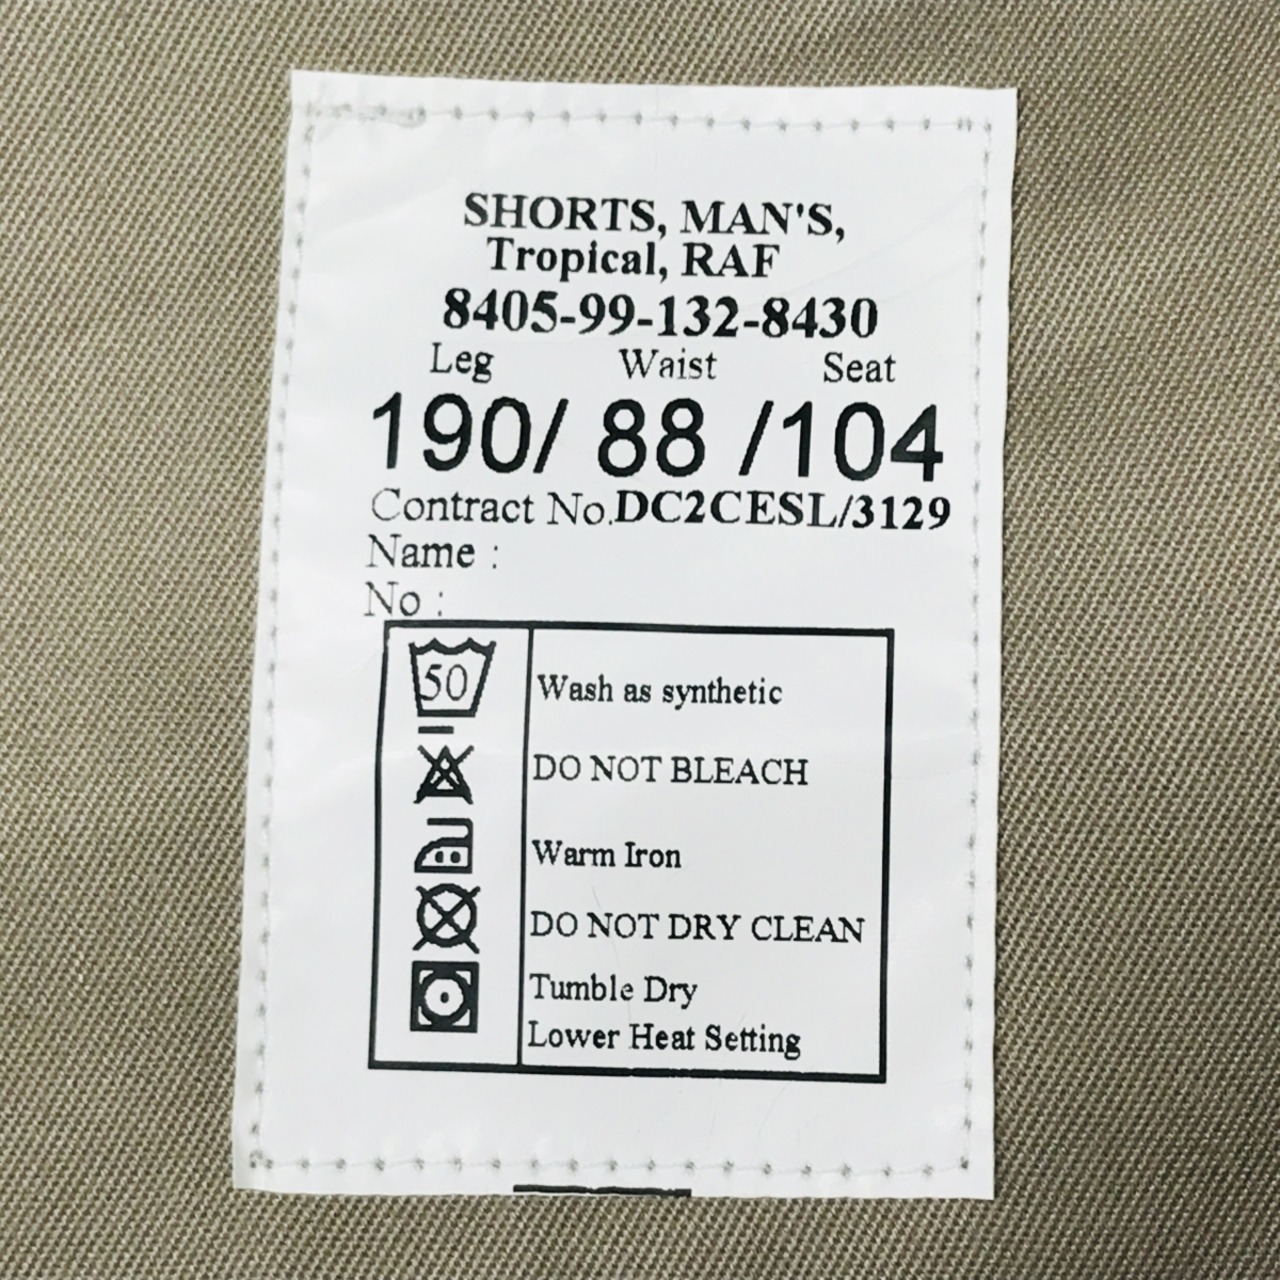 SHORTS, MAN'S,
Tropical, RAF
8405-99-132-8430
Leg Waist Seat
190/ 88 /104
Contract No.DC2CESL/3129
Name :
No :
50 Wash as synthetic
DO NOT BLEACH
Warm Iron
DO NOT DRY CLEAN
Tumble Dry
Lower Heat Setting